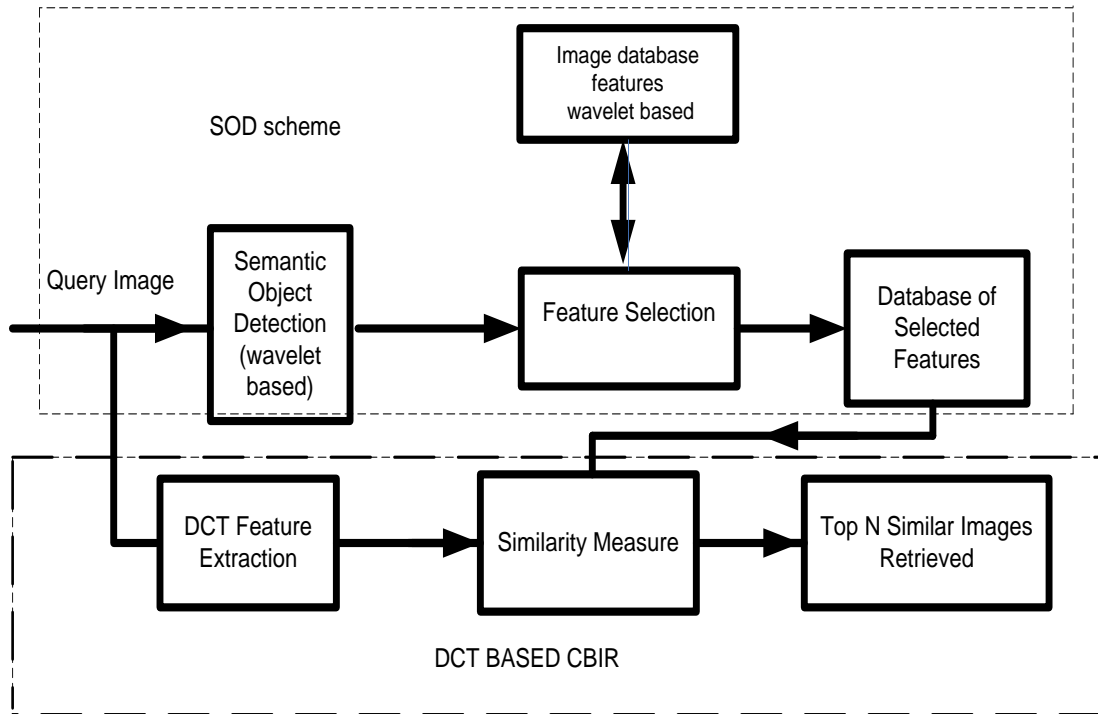 Image database
features
wavelet based
SOD scheme
Query Image
Semantic
Object
Detection
(wavelet
based)
Feature Selection
Database of
Selected
Features
DCT Feature
Extraction
Similarity Measure
Top N Similar Images
Retrieved
DCT BASED CBIR